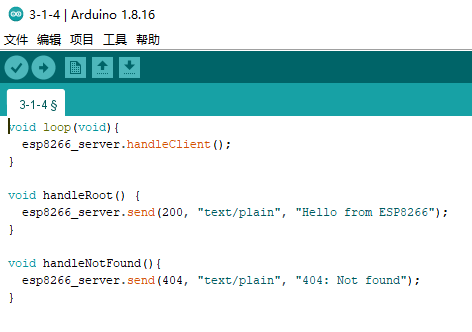 3-1-4 | Arduino 1.8.16
文件 编辑 项目 工具 帮助
3-1-4 §
void loop(void){
  esp8266_server.handleClient();
}
void handleRoot() {
  esp8266_server.send(200, "text/plain", "Hello from ESP8266");
}
void handleNotFound(){
  esp8266_server.send(404, "text/plain", "404: Not found");
}